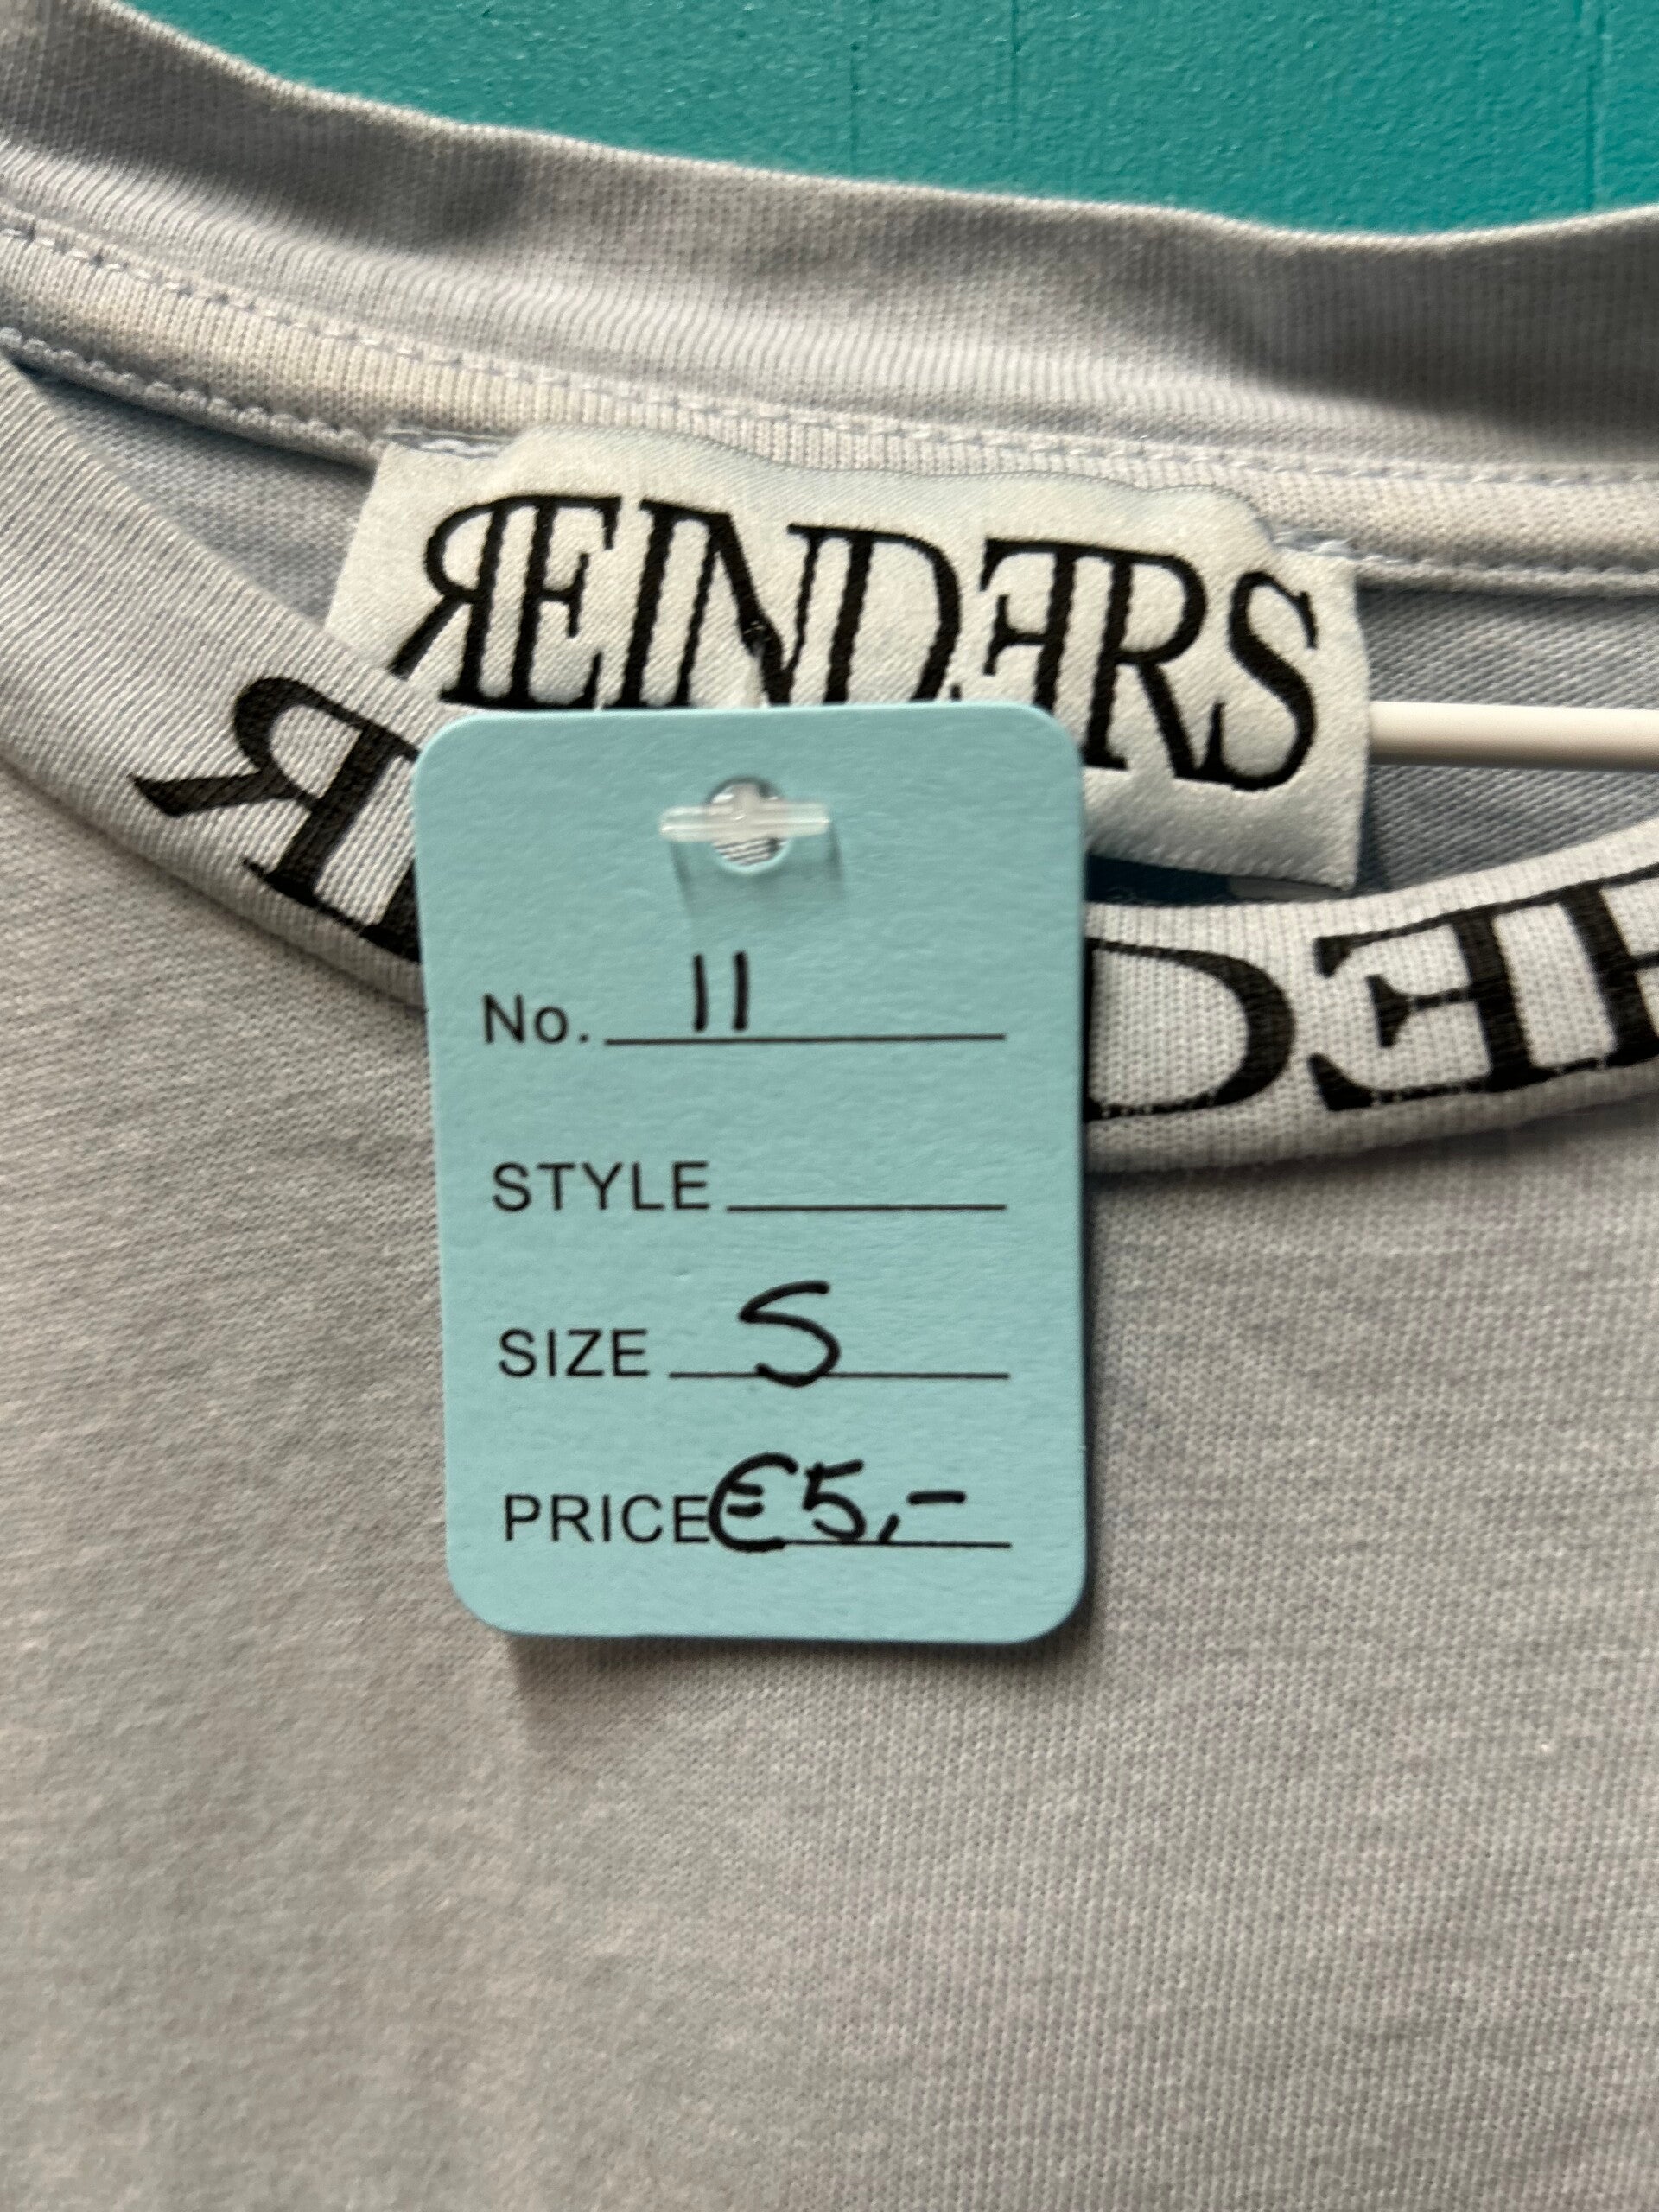 REINDERS
No. 11
STYLE
SIZE S
PRICE €5,-